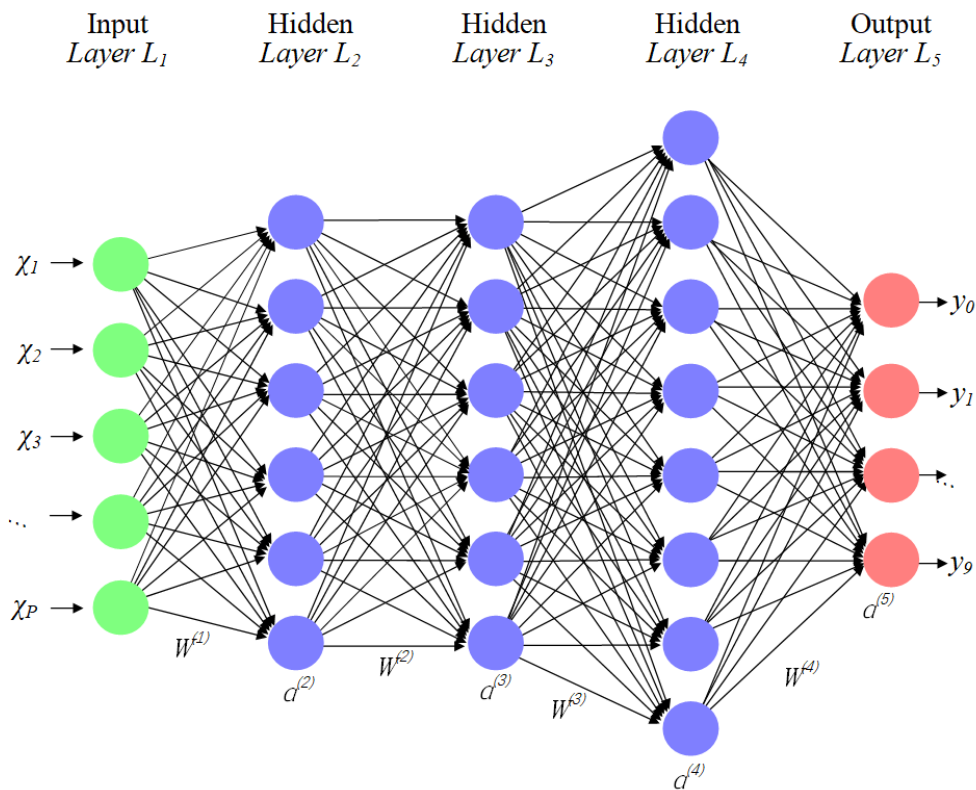 Input Hidden Hidden Hidden Output
Layer L₁ Layer L₂ Layer L₃ Layer L₄ Layer L₅
χ₁
y₀
χ₂
y₁
χ₃
...
...
y₉
χ_P
a⁽⁵⁾
W⁽¹⁾
W⁽²⁾
W⁽⁴⁾
a⁽²⁾
a⁽³⁾
W⁽³⁾
a⁽⁴⁾